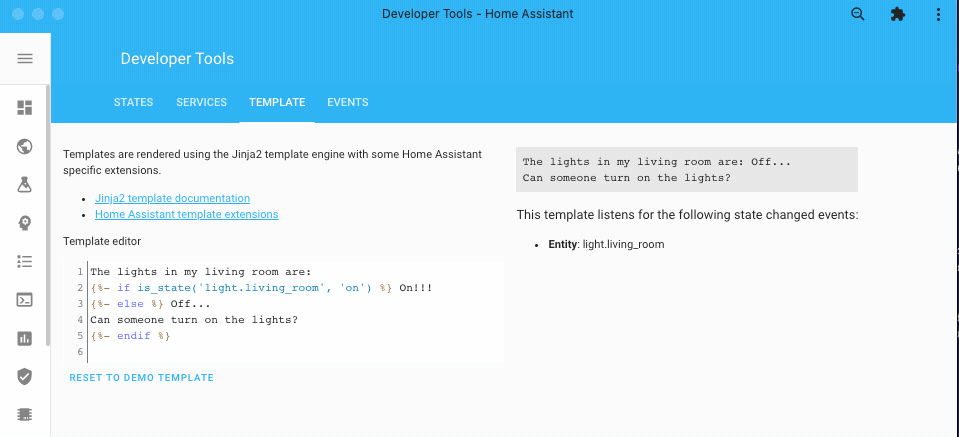 Developer Tools - Home Assistant
Developer Tools
STATES SERVICES TEMPLATE EVENTS
Templates are rendered using the Jinja2 template engine with some Home Assistant
specific extensions.
• Jinja2 template documentation
• Home Assistant template extensions
Template editor
1 The lights in my living room are:
2 {%- if is_state('light.living_room', 'on') %} On!!!
3 {%- else %} Off...
4 Can someone turn on the lights?
5 {%- endif %}
6
RESET TO DEMO TEMPLATE
The lights in my living room are: Off...
Can someone turn on the lights?
This template listens for the following state changed events:
• Entity: light.living_room